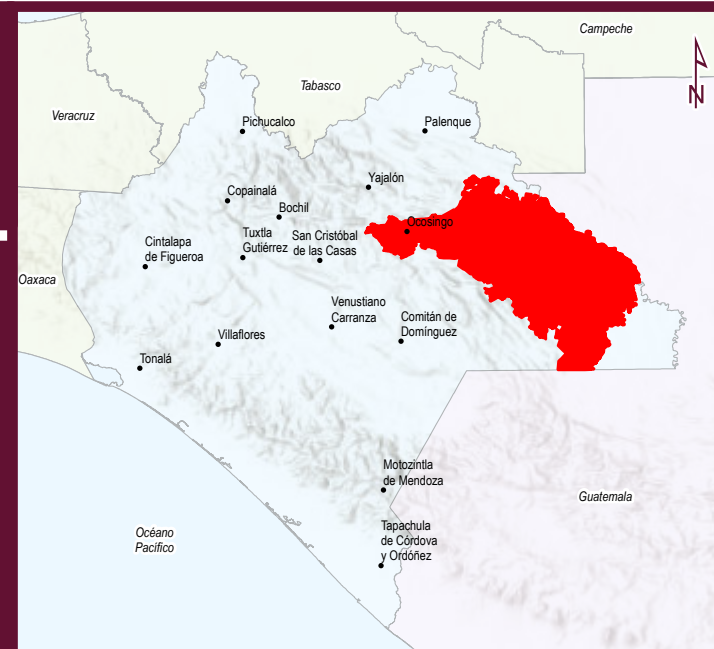 Campeche
N
Tabasco
Veracruz
Pichucalco
Palenque
Yajalón
Copainalá
Bochil
Ocosingo
Tuxtla
Gutiérrez
San Cristóbal
de las Casas
Cintalapa
de Figueroa
Oaxaca
Venustiano
Carranza
Comitán de
Domínguez
Villaflores
Tonalá
Motozintla
de Mendoza
Guatemala
Océano
Pacífico
Tapachula
de Córdova
y Ordóñez